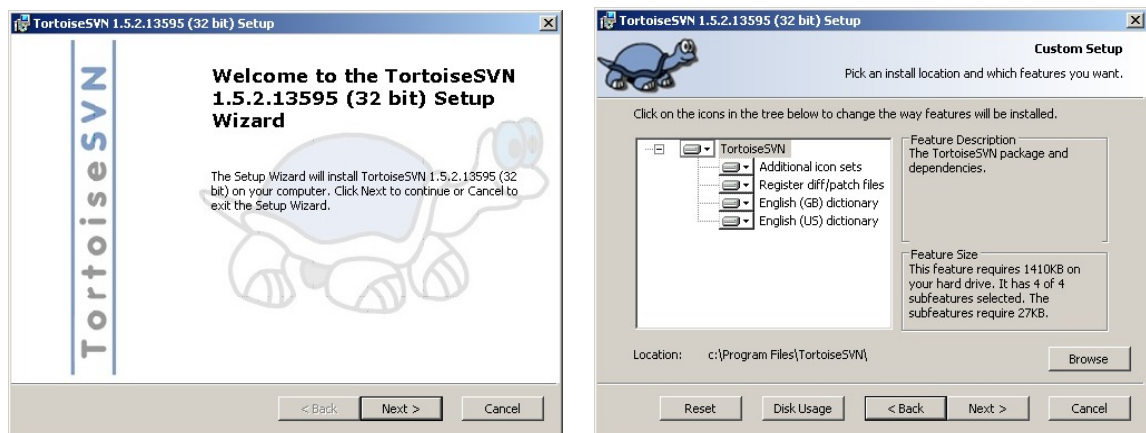 TortoiseSVN 1.5.2.13595 (32 bit) Setup
TortoiseSVN
Welcome to the TortoiseSVN
1.5.2.13595 (32 bit) Setup
Wizard
The Setup Wizard will install TortoiseSVN 1.5.2.13595 (32
bit) on your computer. Click Next to continue or Cancel to
exit the Setup Wizard.
< Back Next > Cancel
TortoiseSVN 1.5.2.13595 (32 bit) Setup
Custom Setup
Pick an install location and which features you want.
Click on the icons in the tree below to change the way features will be installed.
TortoiseSVN
Additional icon sets
Register diff/patch files
English (GB) dictionary
English (US) dictionary
Feature Description
The TortoiseSVN package and
dependencies.
Feature Size
This feature requires 1410KB on
your hard drive. It has 4 of 4
subfeatures selected. The
subfeatures require 27KB.
Location: c:\Program Files\TortoiseSVN\
Browse
Reset Disk Usage < Back Next > Cancel